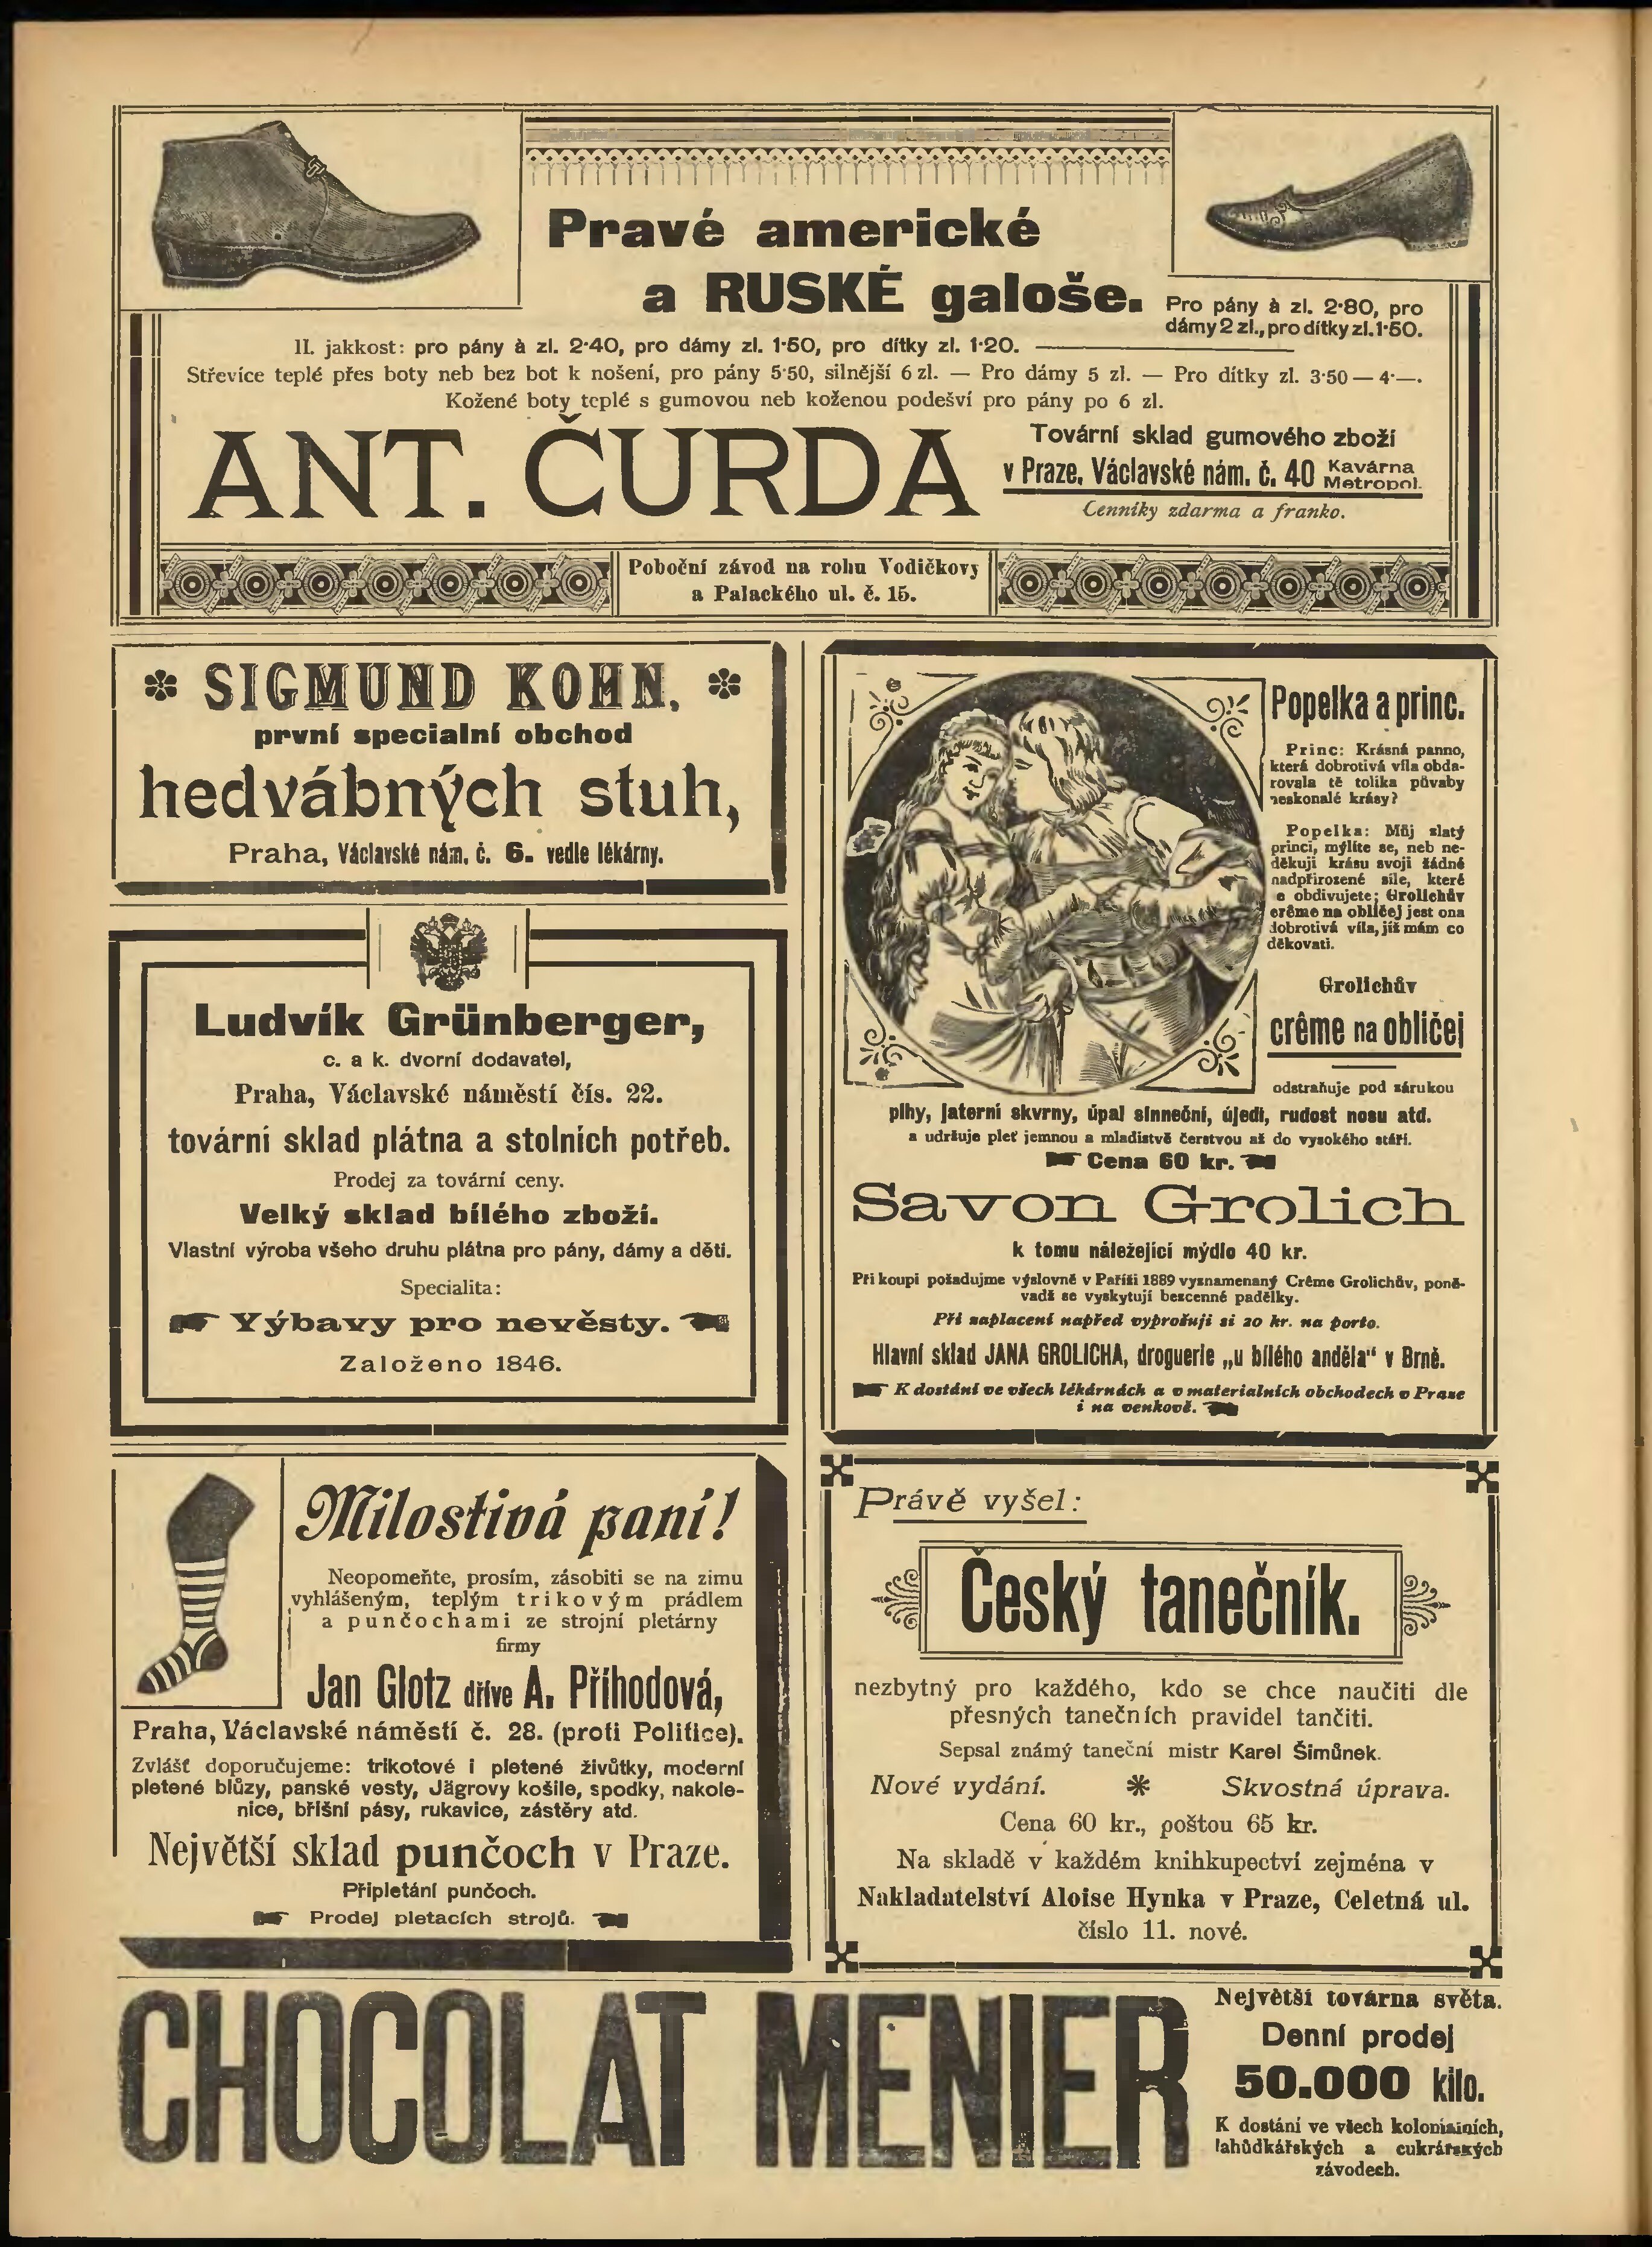 Pravé americké
a RUSKÉ galoše.
Pro pány à zl. 2·80, pro
dámy 2 zl., pro dítky zl. 1·50.
II. jakkost: pro pány à zl. 2·40, pro dámy zl. 1·50, pro dítky zl. 1·20.
Střevíce teplé přes boty neb bez bot k nošení, pro pány 5·50, silnější 6 zl. — Pro dámy 5 zl. — Pro dítky zl. 3·50 — 4·—.
Kožené boty teplé s gumovou neb koženou podešví pro pány po 6 zl.
ANT. ČURDA
Tovární sklad gumového zboží
v Praze, Václavské nám. č. 40 Kavárna Metropol.
Cenníky zdarma a franko.
Poboční závod na rohu Vodičkovy
a Palackého ul. č. 15.
SIGMUND KOHN,
první specialní obchod
hedvábných stuh,
Praha, Václavské nám. č. 6. vedle lékárny.
Ludvík Grünberger,
c. a k. dvorní dodavatel,
Praha, Václavské náměstí čís. 22.
tovární sklad plátna a stolních potřeb.
Prodej za tovární ceny.
Velký sklad bílého zboží.
Vlastní výroba všeho druhu plátna pro pány, dámy a děti.
Specialita:
Výbavy pro nevěsty.
Založeno 1846.
Milostivá paní!
Neopomeňte, prosím, zásobiti se na zimu
vyhlášeným, teplým trikovým prádlem
a punčochami ze strojní pletárny
firmy
Jan Glotz dříve A. Příhodová,
Praha, Václavské náměstí č. 28. (proti Politice).
Zvlášť doporučujeme: trikotové i pletené živůtky, moderní
pletené blůzy, panské vesty, Jägrovy košile, spodky, nakole-
nice, břišní pásy, rukavice, zástěry atd.
Největší sklad punčoch v Praze.
Připletání punčoch.
Prodej pletacích strojů.
Popelka a princ.
Princ: Krásná panno,
která dobrotivá víla obda-
rovala tě tolika půvaby
neskonalé krásy?
Popelka: Můj zlatý
princi, mýlíte se, neb ne-
děkuji krásu svoji žádné
nadpřirozené síle, které
e obdivujete; Grolichův
crême na obličej jest ona
dobrotivá víla, jíž mám co
děkovati.
Grolichův
crême na obličej
odstraňuje pod zárukou
pihy, jaterní skvrny, úpal slnneční, újedi, rudost nosu atd.
a udržuje pleť jemnou a mladistvě čerstvou až do vysokého stáří.
Cena 60 kr.
Savon Grolich
k tomu náležející mýdlo 40 kr.
Při koupi požadujme výslovně v Paříži 1889 vyznamenaný Crême Grolichův, poně-
vadž se vyskytují bezcenné padělky.
Při zaplacení napřed vyprošuji si 20 kr. na porto.
Hlavní sklad JANA GROLICHA, droguerie „u bílého anděla“ v Brně.
K dostání ve všech lékárnách a v materialních obchodech v Praze
i na venkově.
Právě vyšel:
Český tanečník.
nezbytný pro každého, kdo se chce naučiti dle
přesných tanečních pravidel tančiti.
Sepsal známý taneční mistr Karel Šimůnek.
Nové vydání. * Skvostná úprava.
Cena 60 kr., poštou 65 kr.
Na skladě v každém knihkupectví zejména v
Nakladatelství Aloise Hynka v Praze, Celetná ul.
číslo 11. nové.
CHOCOLAT MENIER
Největší továrna světa.
Denní prodej
50.000 kilo.
K dostání ve všech koloniainích,
lahůdkářských a cukrářských
závodech.